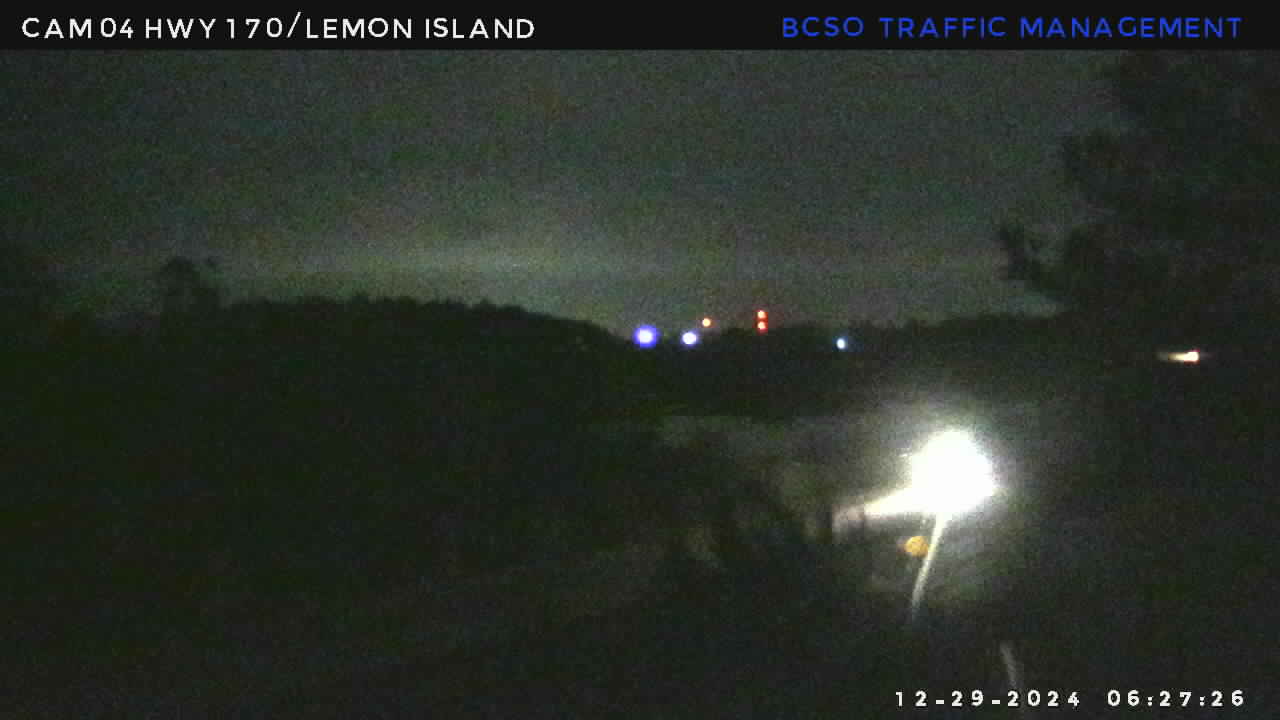 CAM04 HWY 170/LEMON ISLAND
BCSO TRAFFIC MANAGEMENT
12-29-2024 06:27:26